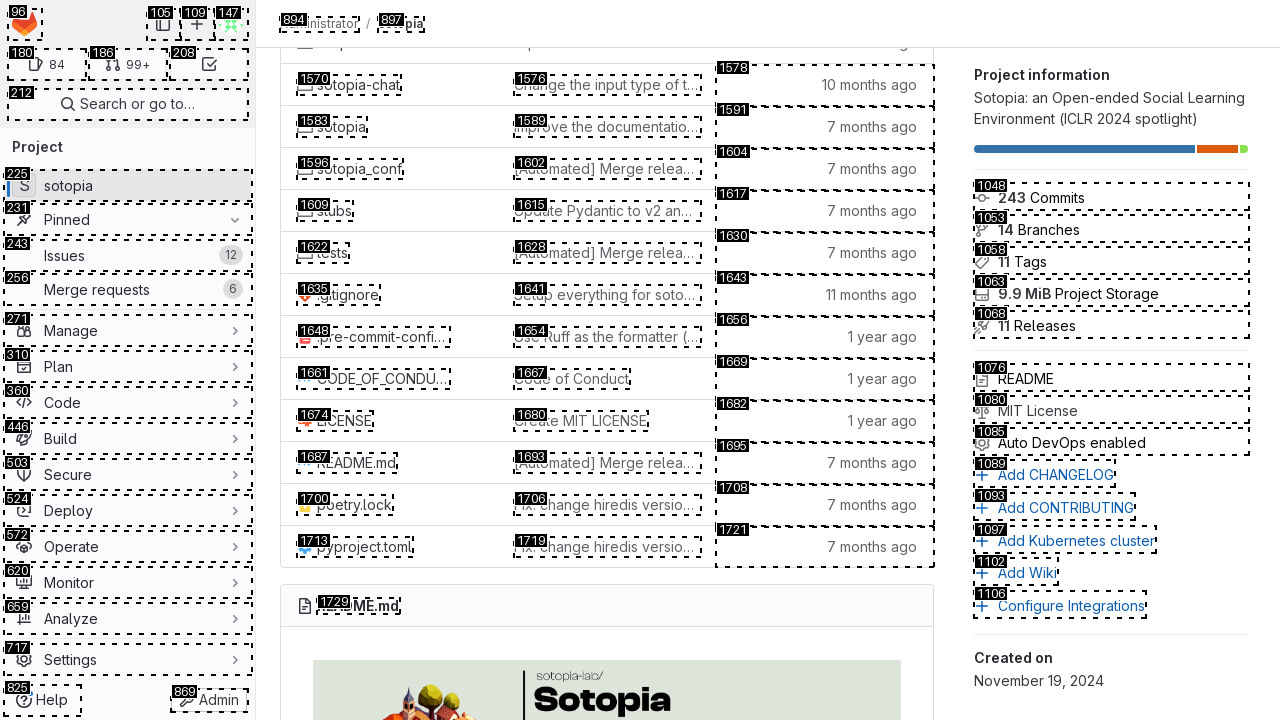 96
105
109
147
180
84
186
99+
208
212
Search or go to…
Project
225
S
sotopia
231
Pinned
243
Issues
12
256
Merge requests
6
271
Manage
310
Plan
360
Code
446
Build
503
Secure
524
Deploy
572
Operate
620
Monitor
659
Analyze
717
Settings
825
Help
869
Admin
894
Administrator
/
897
sotopia
1570
sotopia-chat
1576
Change the input type of t…
1578
10 months ago
1583
sotopia
1589
Improve the documentatio…
1591
7 months ago
1596
sotopia_conf
1602
[Automated] Merge relea…
1604
7 months ago
1609
stubs
1615
Update Pydantic to v2 an…
1617
7 months ago
1622
tests
1628
[Automated] Merge relea…
1630
7 months ago
1635
.gitignore
1641
Setup everything for soto…
1643
11 months ago
1648
.pre-commit-confi…
1654
Use Ruff as the formatter (…
1656
1 year ago
1661
CODE_OF_CONDU…
1667
Code of Conduct
1669
1 year ago
1674
LICENSE
1680
Create MIT LICENSE
1682
1 year ago
1687
README.md
1693
[Automated] Merge relea…
1695
7 months ago
1700
poetry.lock
1706
Fix: change hiredis versio…
1708
7 months ago
1713
pyproject.toml
1719
Fix: change hiredis versio…
1721
7 months ago
1729
README.md
sotopia-lab/
Sotopia
Project information
Sotopia: an Open-ended Social Learning
Environment (ICLR 2024 spotlight)
1048
243 Commits
1053
14 Branches
1058
11 Tags
1063
9.9 MiB Project Storage
1068
11 Releases
1076
README
1080
MIT License
1085
Auto DevOps enabled
1089
Add CHANGELOG
1093
Add CONTRIBUTING
1097
Add Kubernetes cluster
1102
Add Wiki
1106
Configure Integrations
Created on
November 19, 2024